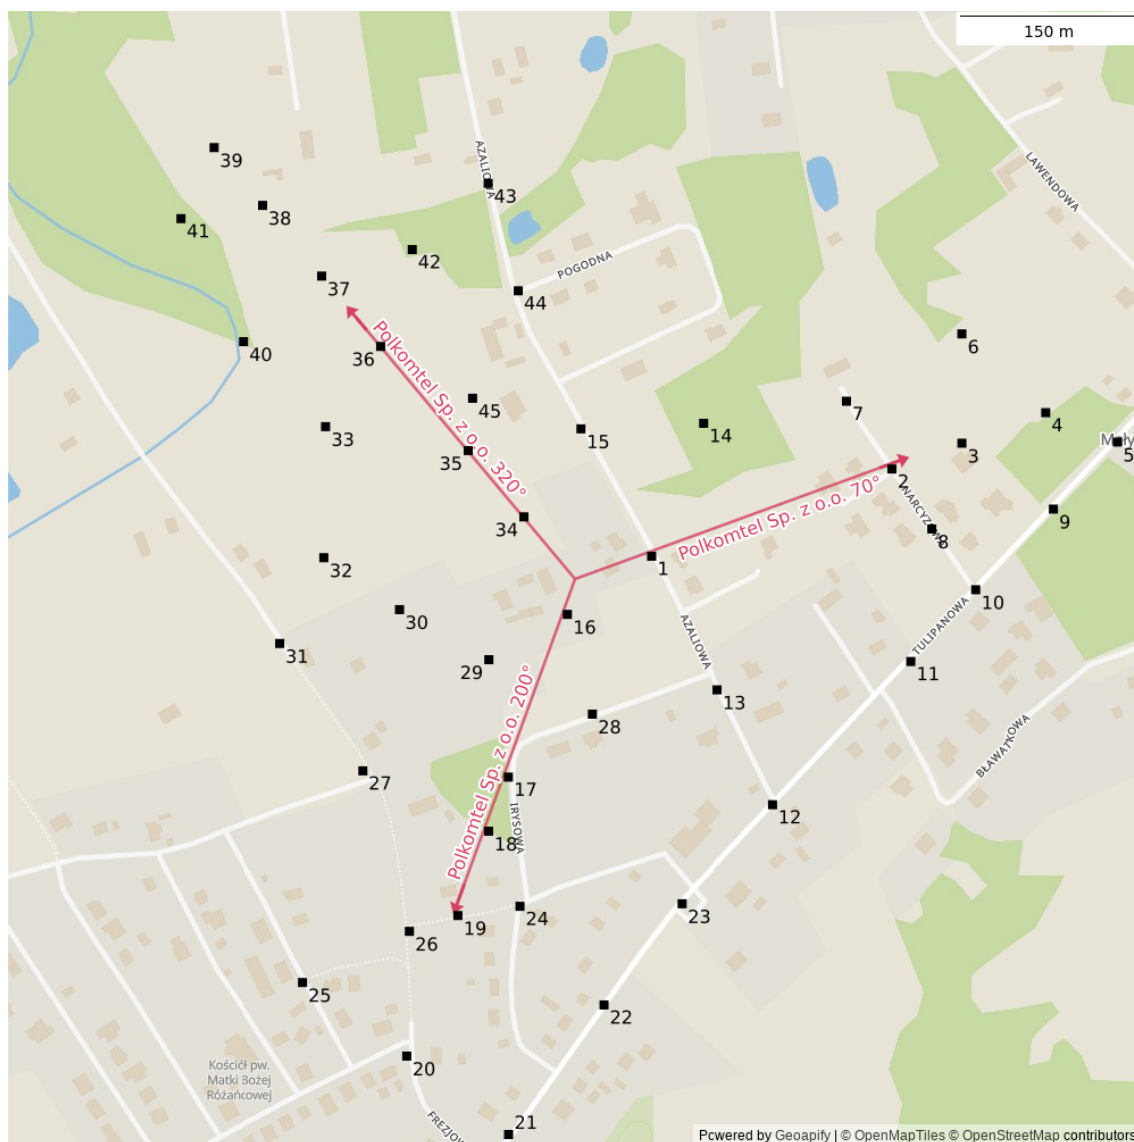 150 m
39
AZALIOWA
43
LAWENDOWA
38
41
42
POGODNA
37
44
40
36
6
Polkomtel Sp. z o.o. 320°
45
7
4
33
15
14
3
5
35
2
34
Polkomtel Sp. z o.o. 70°
NARCYZOWA
9
8
32
1
10
30
16
TULIPANOWA
31
29
AZALIOWA
11
13
28
Polkomtel Sp. z o.o. 200°
BŁAWATKOWA
27
17
IRYSOWA
12
18
24
23
19
26
25
22
20
Kościół pw.
Matki Bożej
Różańcowej
FREZJOW
21
Powered by Geoapify | © OpenMapTiles © OpenStreetMap contributors